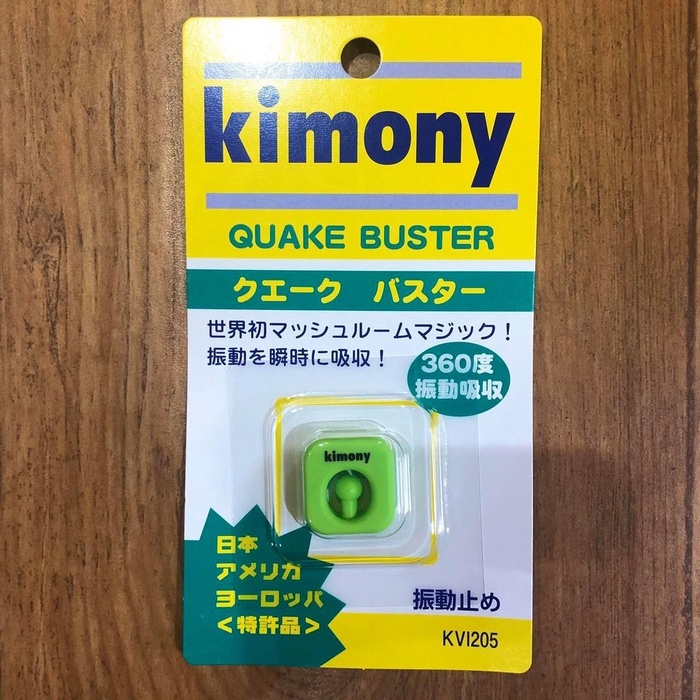 kimony
QUAKE BUSTER
クエーク バスター
世界初マッシュルームマジック！
振動を瞬時に吸収！
360度
振動吸収
kimony
日本
アメリカ
ヨーロッパ
＜特許品＞
振動止め
KVI205